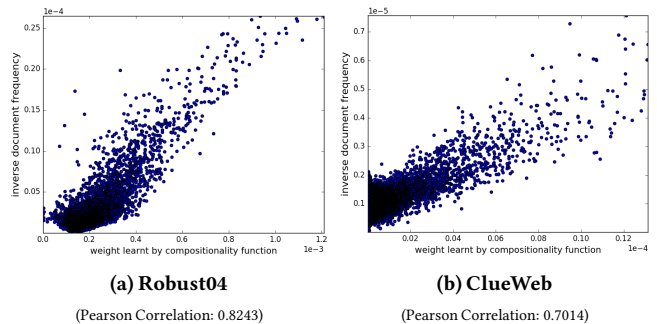 1e-4
0.25
0.20
0.15
0.10
0.05
inverse document frequency
0.0 0.2 0.4 0.6 0.8 1.0 1.2
weight learnt by compositionality function 1e-3
(a) Robust04
(Pearson Correlation: 0.8243)
1e-5
0.7
0.6
0.5
0.4
0.3
0.2
0.1
inverse document frequency
0.02 0.04 0.06 0.08 0.10 0.12
weight learnt by compositionality function 1e-4
(b) ClueWeb
(Pearson Correlation: 0.7014)